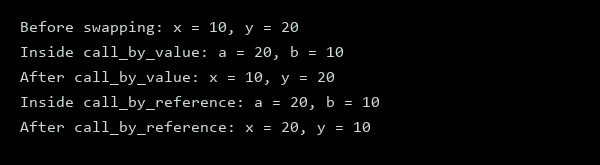 Before swapping: x = 10, y = 20
Inside call_by_value: a = 20, b = 10
After call_by_value: x = 10, y = 20
Inside call_by_reference: a = 20, b = 10
After call_by_reference: x = 20, y = 10